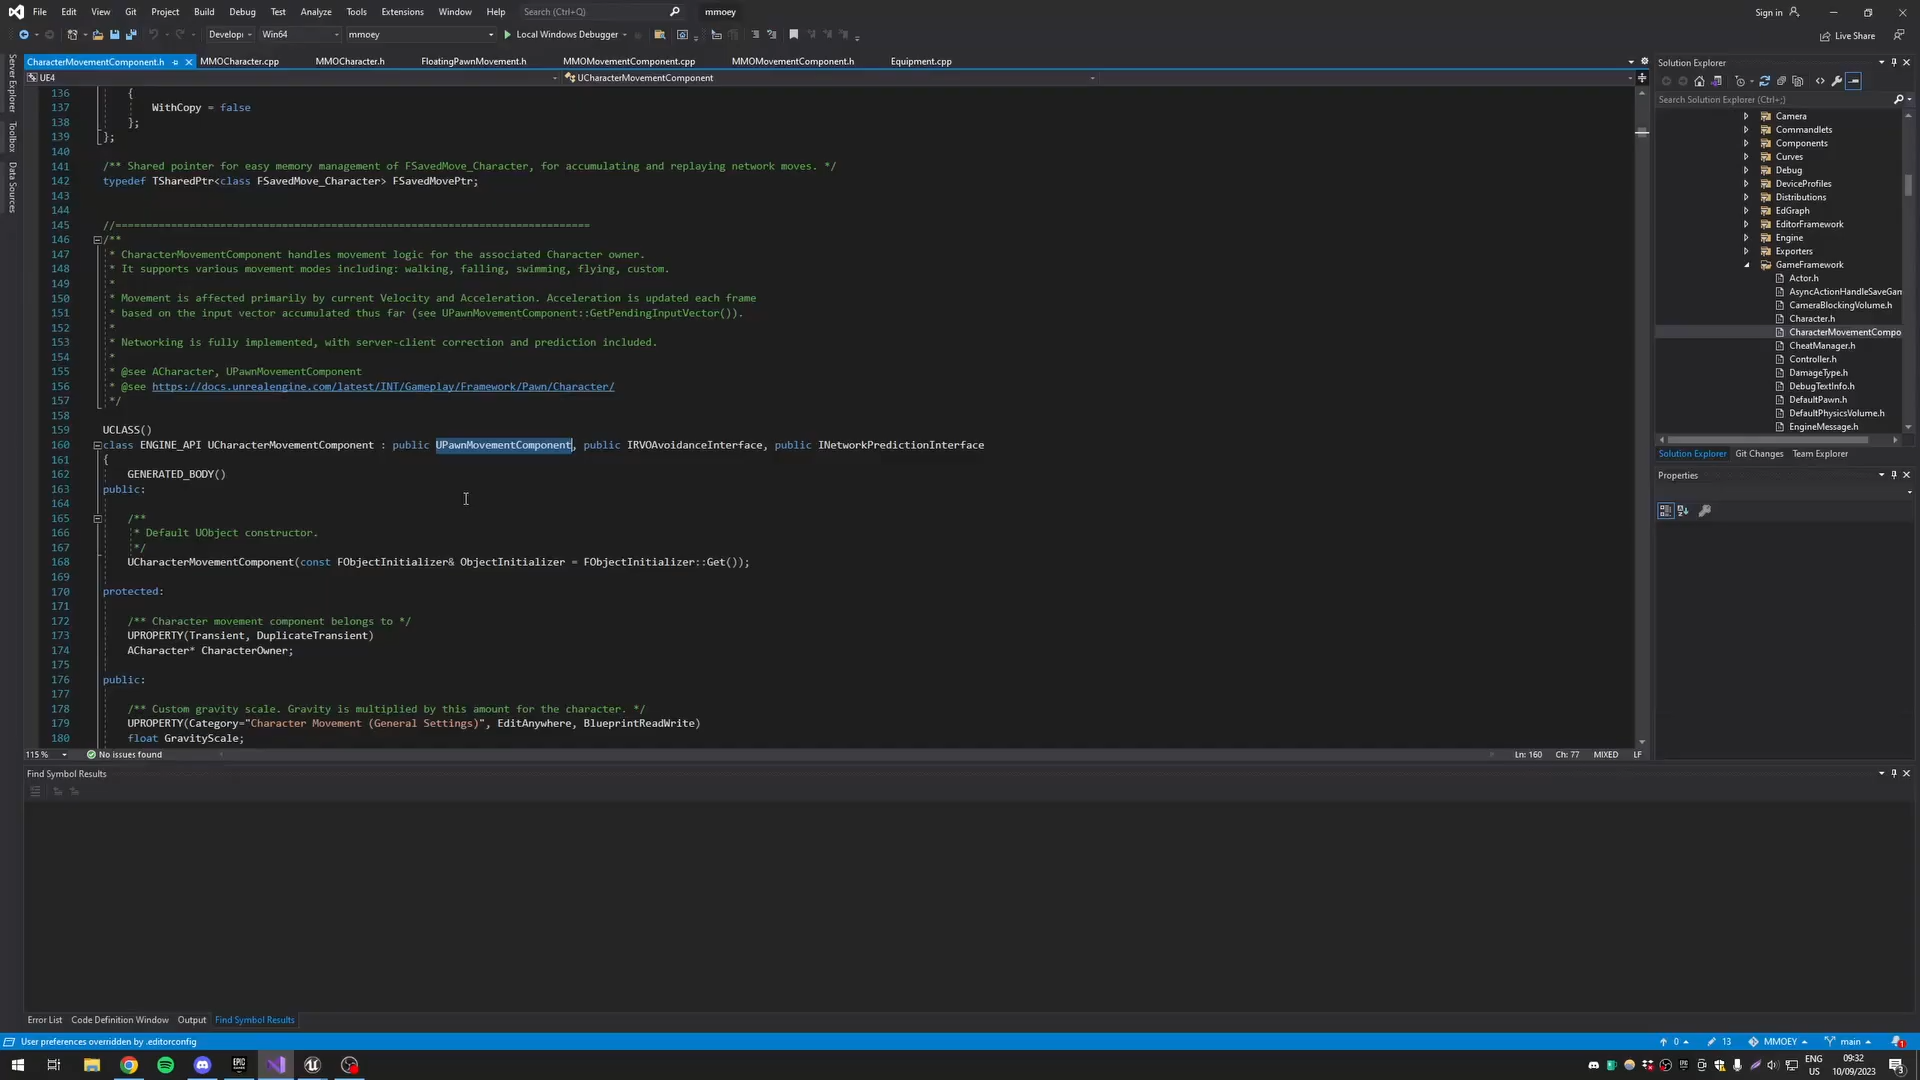 File Edit View Git Project Build Debug Test Analyze Tools Extensions Window Help Search (Ctrl+Q) mmoey Sign in
Develop Win64 mmoey Local Windows Debugger Live Share
CharacterMovementComponent.h MMOCharacter.cpp MMOCharacter.h FloatingPawnMovement.h MMOMovementComponent.cpp MMOMovementComponent.h Equipment.cpp
UE4 UCharacterMovementComponent
Server Explorer
Toolbox
Data Sources
136 {
137 WithCopy = false
138 };
139 };
140
141 /** Shared pointer for easy memory management of FSavedMove_Character, for accumulating and replaying network moves. */
142 typedef TSharedPtr<class FSavedMove_Character> FSavedMovePtr;
143
144
145 //=============================================================================
146 /**
147 * CharacterMovementComponent handles movement logic for the associated Character owner.
148 * It supports various movement modes including: walking, falling, swimming, flying, custom.
149 *
150 * Movement is affected primarily by current Velocity and Acceleration. Acceleration is updated each frame
151 * based on the input vector accumulated thus far (see UPawnMovementComponent::GetPendingInputVector()).
152 *
153 * Networking is fully implemented, with server-client correction and prediction included.
154 *
155 * @see ACharacter, UPawnMovementComponent
156 * @see https://docs.unrealengine.com/latest/INT/Gameplay/Framework/Pawn/Character/
157 */
158
159 UCLASS()
160 class ENGINE_API UCharacterMovementComponent : public UPawnMovementComponent, public IRVOAvoidanceInterface, public INetworkPredictionInterface
161 {
162 GENERATED_BODY()
163 public:
164
165 /**
166 * Default UObject constructor.
167 */
168 UCharacterMovementComponent(const FObjectInitializer& ObjectInitializer = FObjectInitializer::Get());
169
170 protected:
171
172 /** Character movement component belongs to */
173 UPROPERTY(Transient, DuplicateTransient)
174 ACharacter* CharacterOwner;
175
176 public:
177
178 /** Custom gravity scale. Gravity is multiplied by this amount for the character. */
179 UPROPERTY(Category="Character Movement (General Settings)", EditAnywhere, BlueprintReadWrite)
180 float GravityScale;
115 % No issues found Ln: 160 Ch: 77 MIXED LF
Solution Explorer
Search Solution Explorer (Ctrl+;)
Camera
Commandlets
Components
Curves
Debug
DeviceProfiles
Distributions
EdGraph
EditorFramework
Engine
Exporters
GameFramework
Actor.h
AsyncActionHandleSaveGam
CameraBlockingVolume.h
Character.h
CharacterMovementCompo
CheatManager.h
Controller.h
DamageType.h
DebugTextInfo.h
DefaultPawn.h
DefaultPhysicsVolume.h
EngineMessage.h
Solution Explorer Git Changes Team Explorer
Properties
Find Symbol Results
Error List Code Definition Window Output Find Symbol Results
User preferences overridden by .editorconfig 0 13 MMOEY main 1
EPIC GAMES
ENG
US
09:32
10/09/2023
3